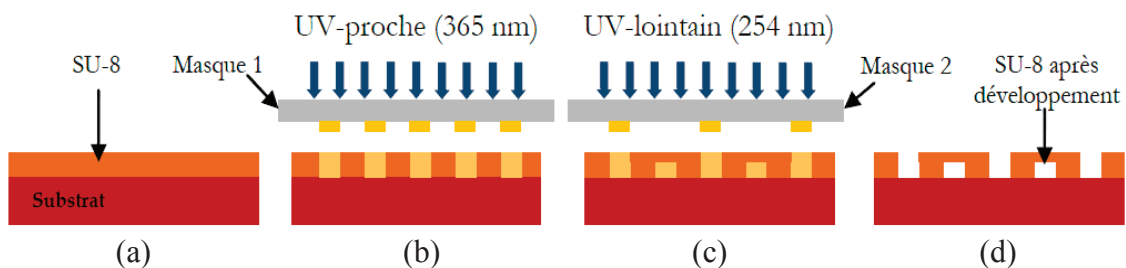 UV-proche (365 nm)
UV-lointain (254 nm)
SU-8
Masque 1
Masque 2
SU-8 après
développement
Substrat
(a)
(b)
(c)
(d)